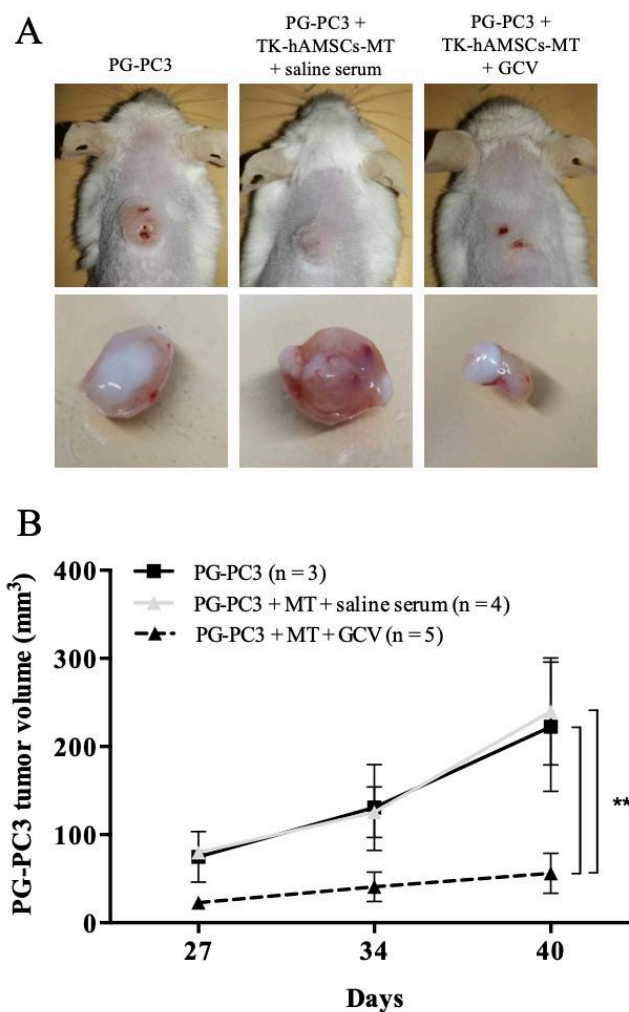 A
PG-PC3
PG-PC3 +
TK-hAMSCs-MT
+ saline serum
PG-PC3 +
TK-hAMSCs-MT
+ GCV
B
PG-PC3 tumor volume (mm³)
400
300
200
100
0
PG-PC3 (n = 3)
PG-PC3 + MT + saline serum (n = 4)
PG-PC3 + MT + GCV (n = 5)
**
27
34
40
Days